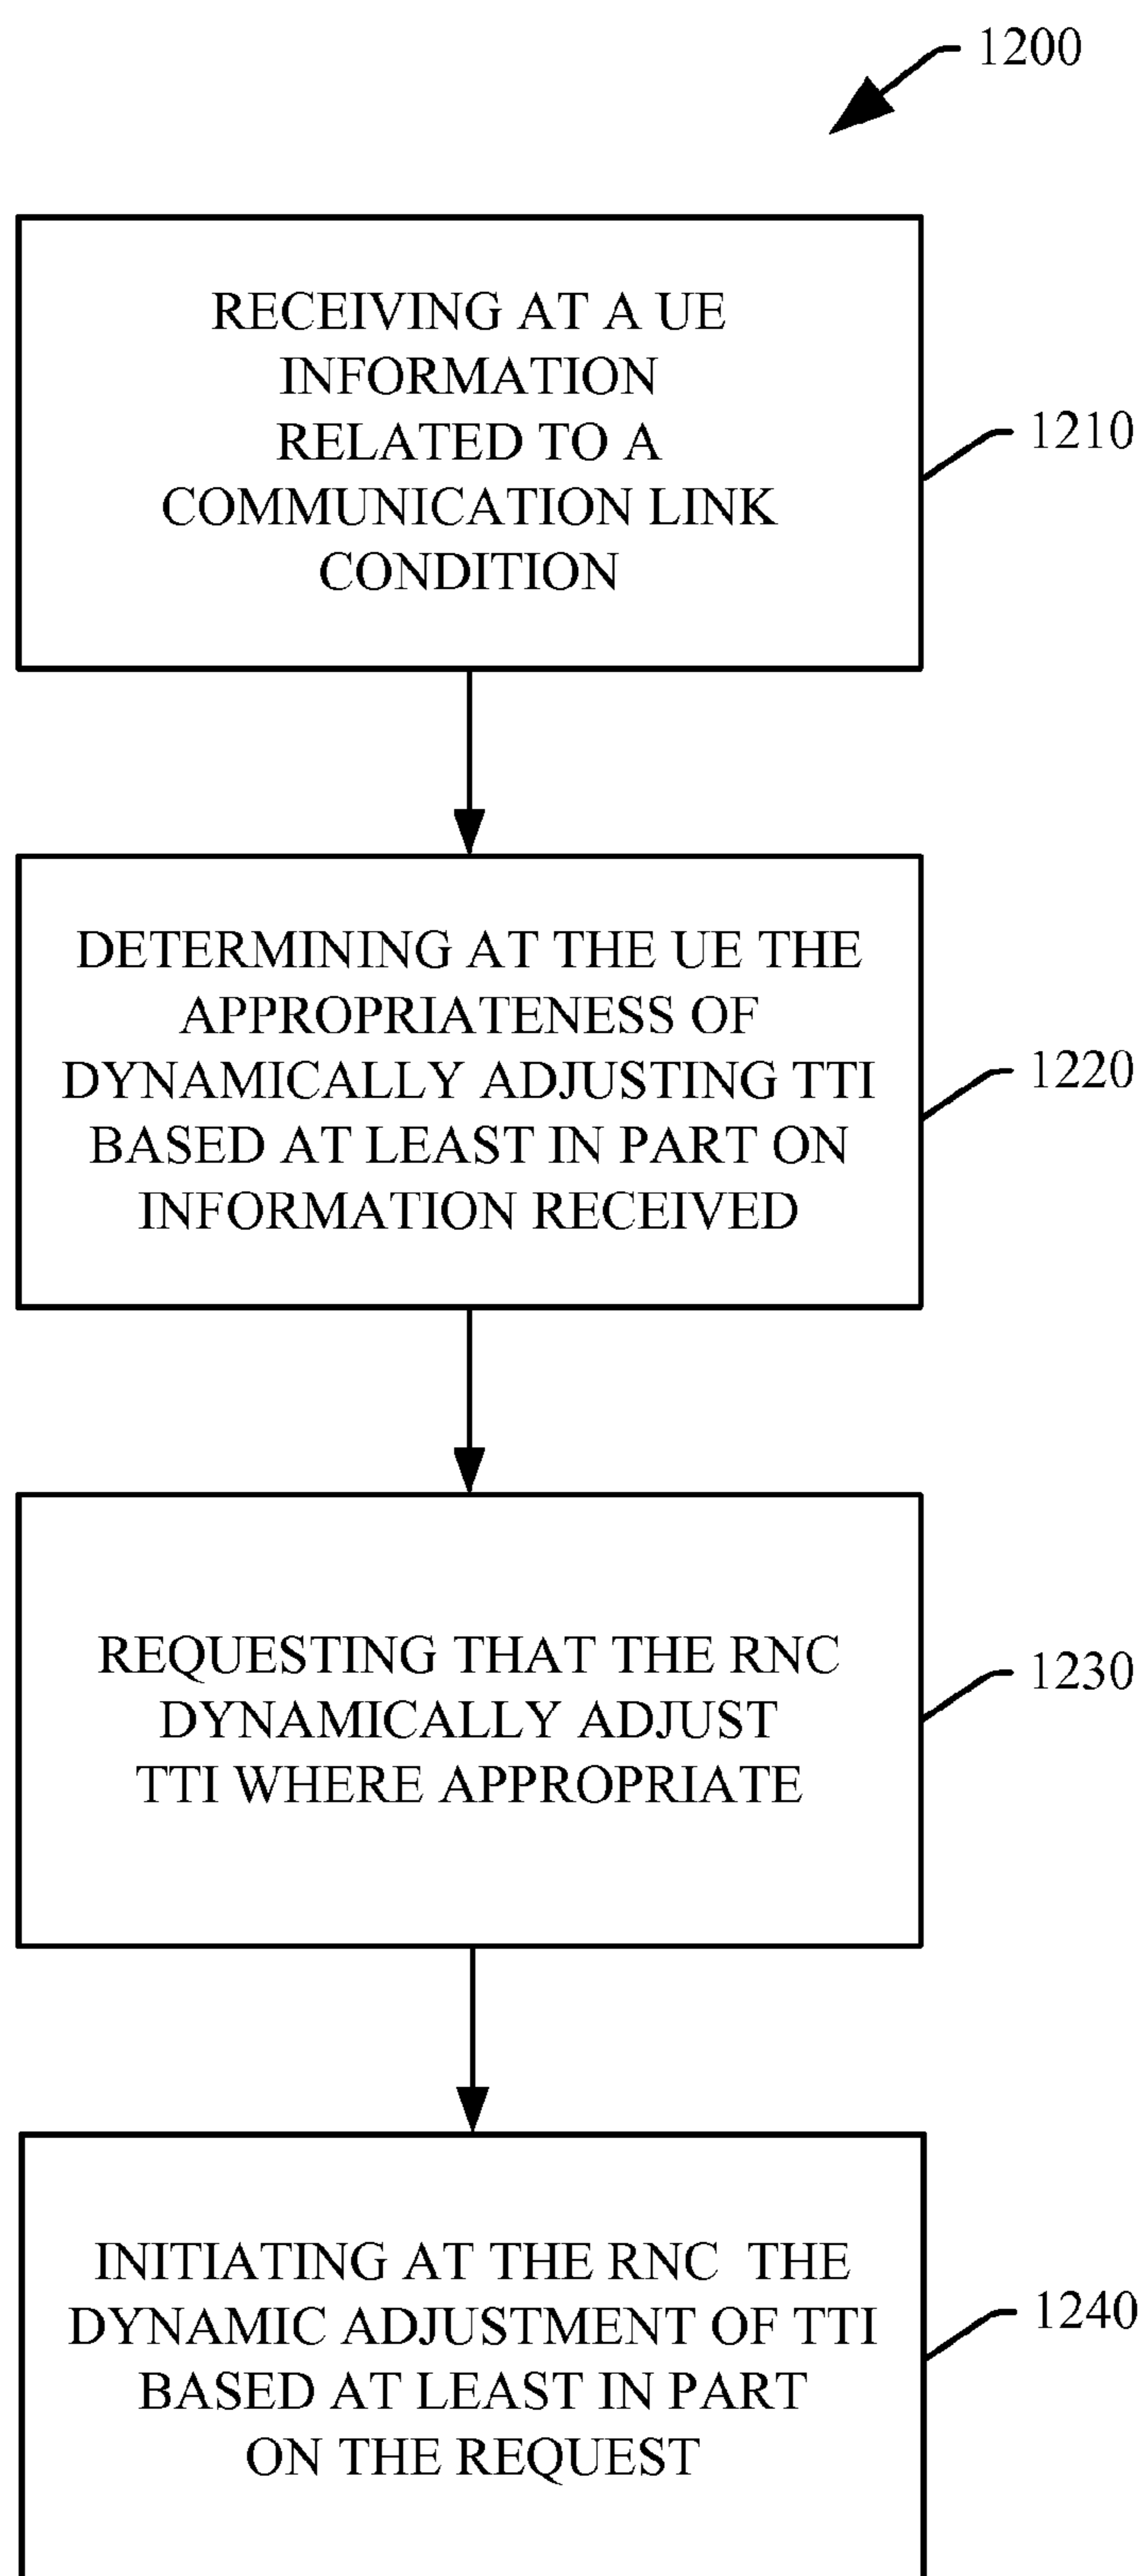 1200
RECEIVING AT A UE
INFORMATION
RELATED TO A
COMMUNICATION LINK
CONDITION
1210
DETERMINING AT THE UE THE
APPROPRIATENESS OF
DYNAMICALLY ADJUSTING TTI
BASED AT LEAST IN PART ON
INFORMATION RECEIVED
1220
REQUESTING THAT THE RNC
DYNAMICALLY ADJUST
TTI WHERE APPROPRIATE
1230
INITIATING AT THE RNC THE
DYNAMIC ADJUSTMENT OF TTI
BASED AT LEAST IN PART
ON THE REQUEST
1240